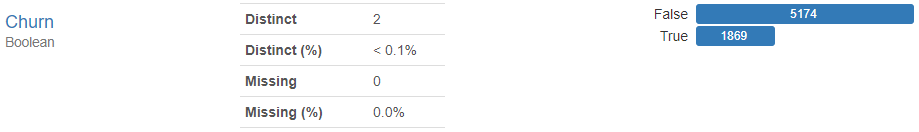 Churn
Boolean
Distinct 2
Distinct (%) < 0.1%
Missing 0
Missing (%) 0.0%
False 5174
True 1869